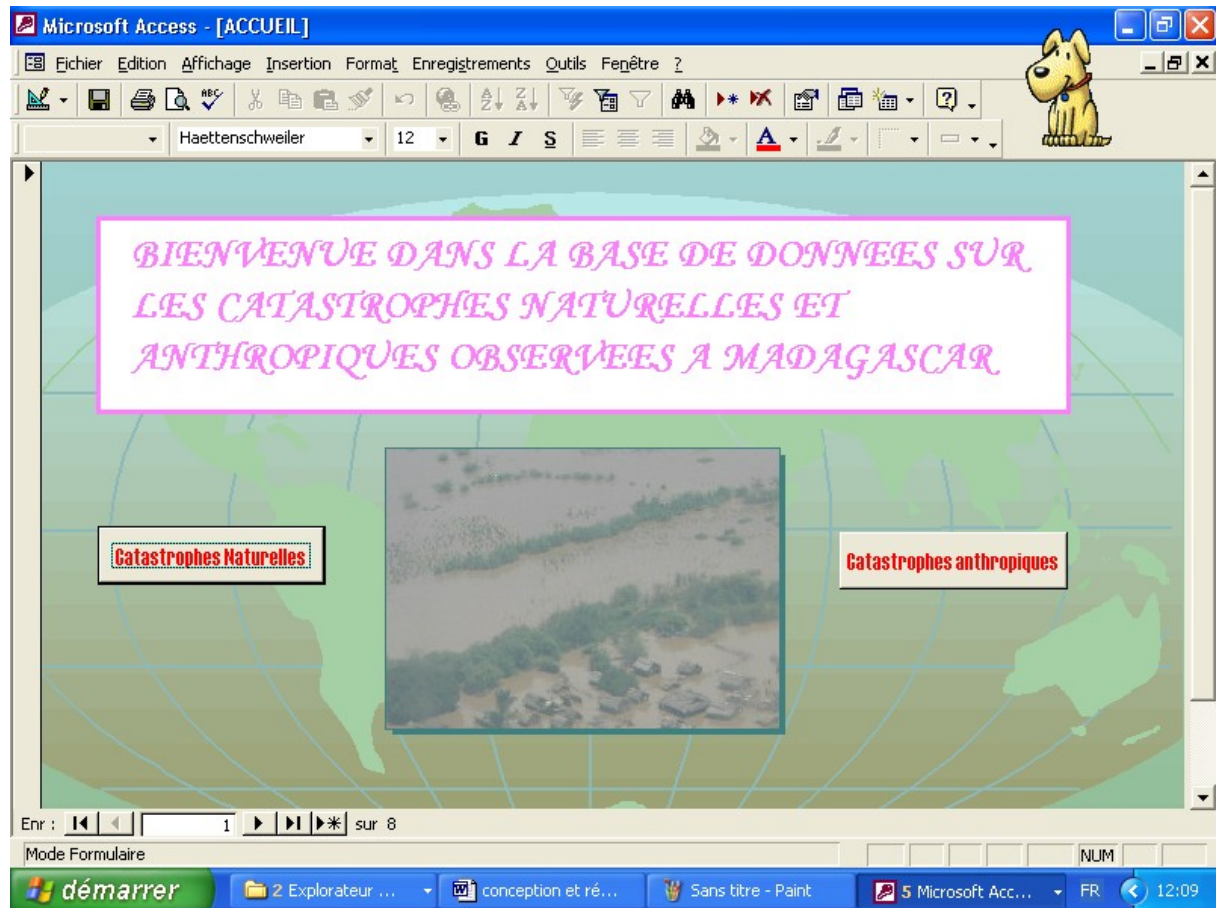 Microsoft Access - [ACCUEIL]
Fichier Edition Affichage Insertion Format Enregistrements Outils Fenêtre ?
Haettenschweiler 12 G I S A
BIENVENUE DANS LA BASE DE DONNEES SUR
LES CATASTROPHES NATURELLES ET
ANTHROPIQUES OBSERVEES A MADAGASCAR
Catastrophes Naturelles
Catastrophes anthropiques
Enr : 1 sur 8
Mode Formulaire NUM
démarrer 2 Explorateur ... conception et ré... Sans titre - Paint 5 Microsoft Acc... FR 12:09